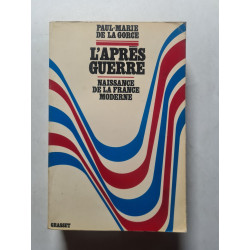 PAUL-MARIE
DE LA GORCE
L'APRÈS
GUERRE
NAISSANCE
DE LA FRANCE
MODERNE
GRASSET